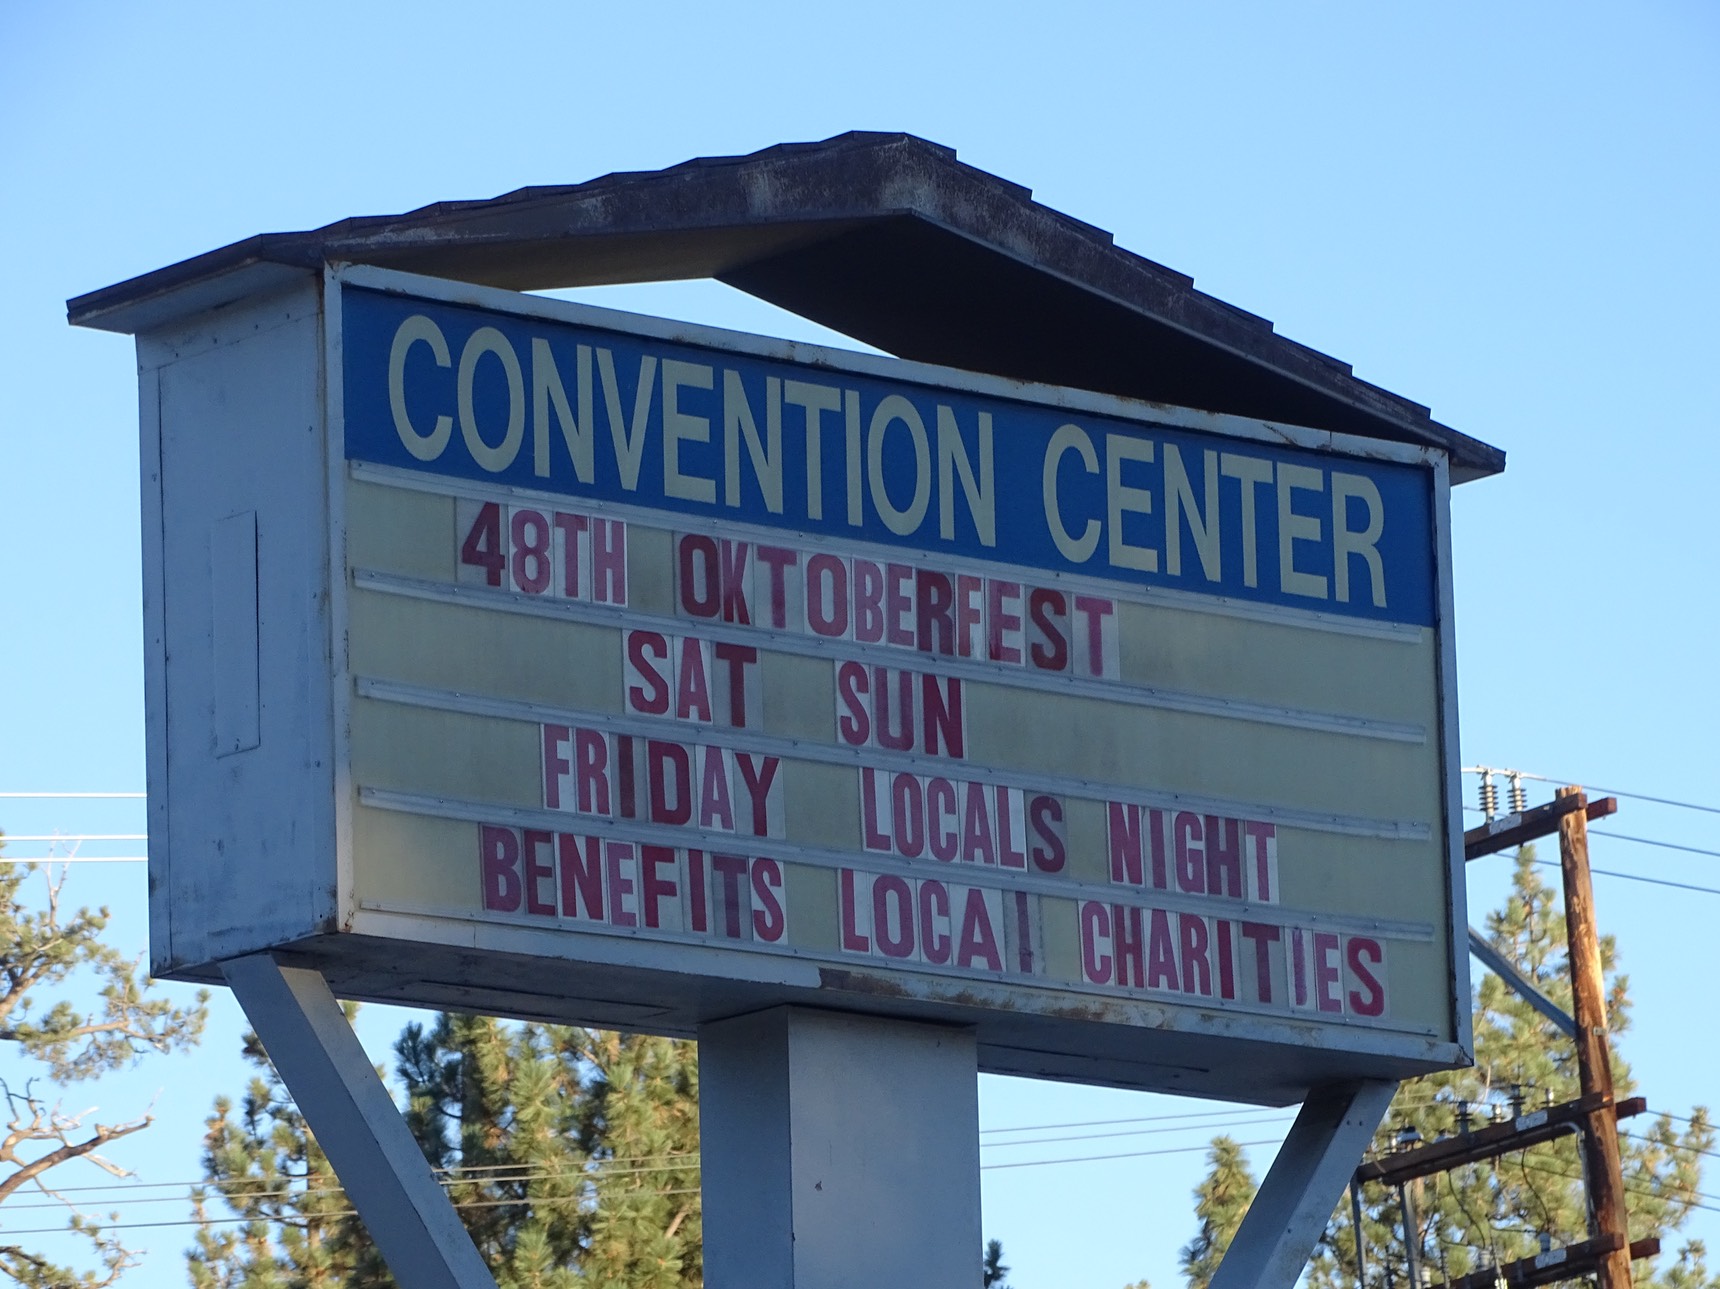 CONVENTION CENTER
48TH OKTOBERFEST
SAT SUN
FRIDAY LOCALS NIGHT
BENEFITS LOCAI CHARITIES